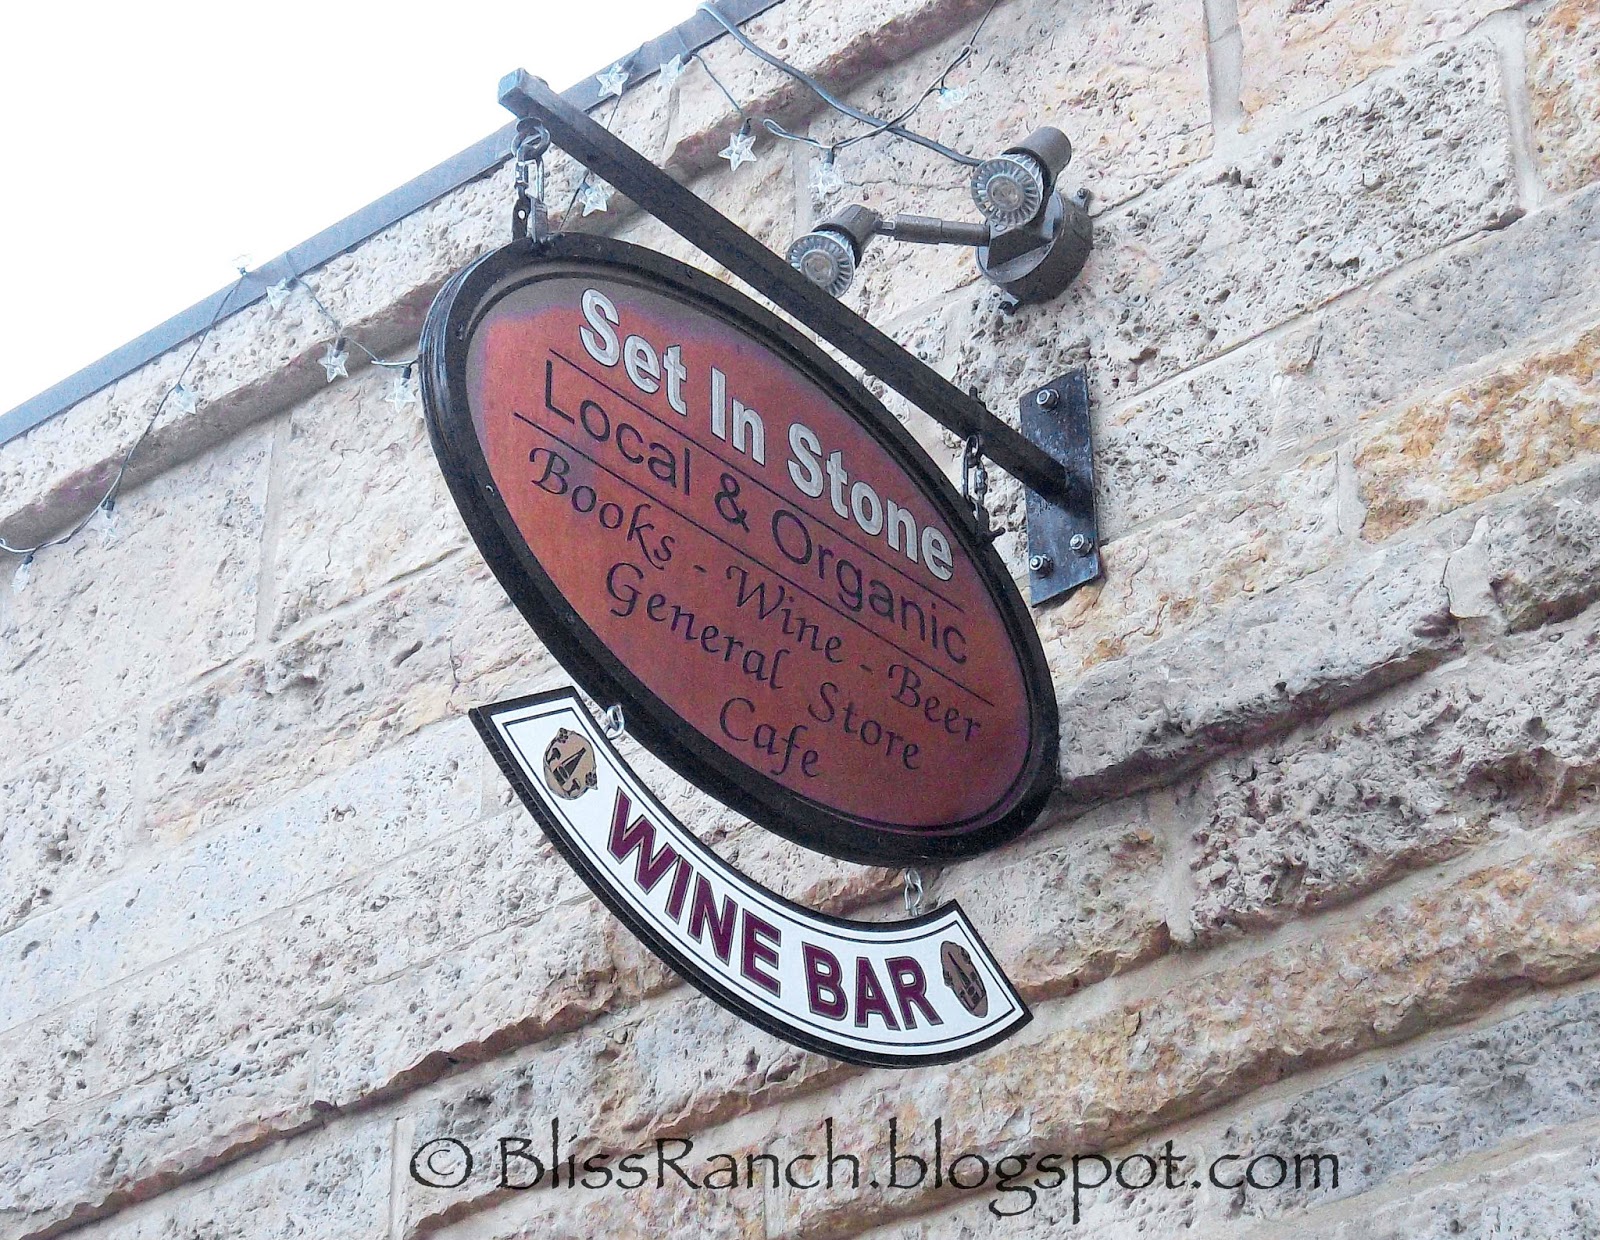 Set In Stone
Local & Organic
Books - Wine - Beer
General Store
Cafe
WINE BAR
© BlissRanch.blogspot.com